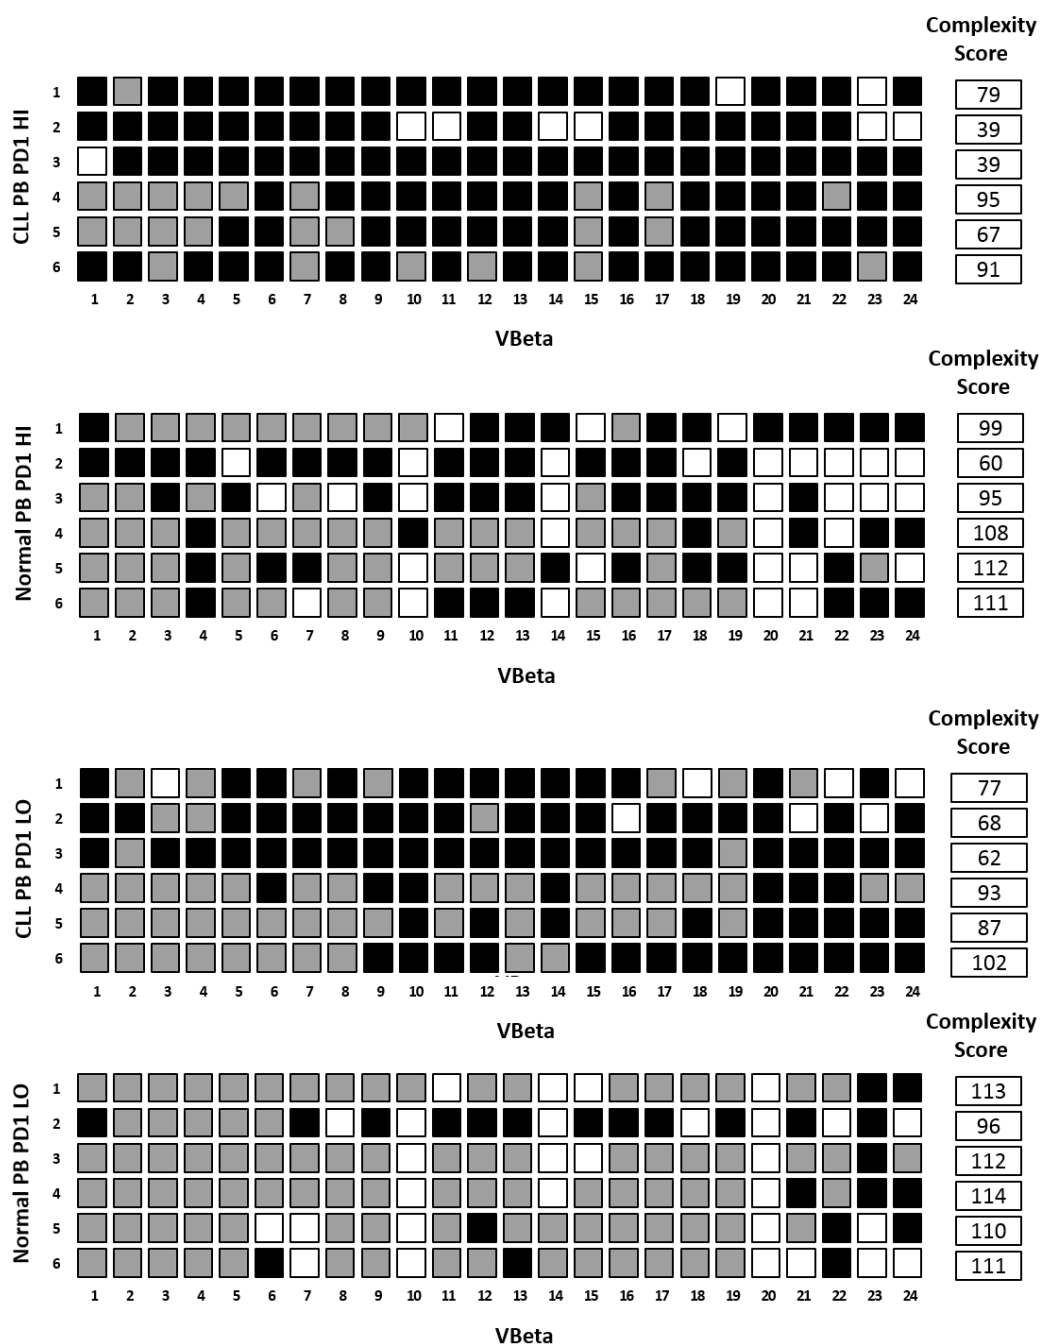 Complexity
Score
CLL PB PD1 HI
1 79
2 39
3 39
4 95
5 67
6 91
1 2 3 4 5 6 7 8 9 10 11 12 13 14 15 16 17 18 19 20 21 22 23 24
VBeta
Complexity
Score
Normal PB PD1 HI
1 99
2 60
3 95
4 108
5 112
6 111
1 2 3 4 5 6 7 8 9 10 11 12 13 14 15 16 17 18 19 20 21 22 23 24
VBeta
Complexity
Score
CLL PB PD1 LO
1 77
2 68
3 62
4 93
5 87
6 102
1 2 3 4 5 6 7 8 9 10 11 12 13 14 15 16 17 18 19 20 21 22 23 24
VBeta
Complexity
Score
Normal PB PD1 LO
1 113
2 96
3 112
4 114
5 110
6 111
1 2 3 4 5 6 7 8 9 10 11 12 13 14 15 16 17 18 19 20 21 22 23 24
VBeta